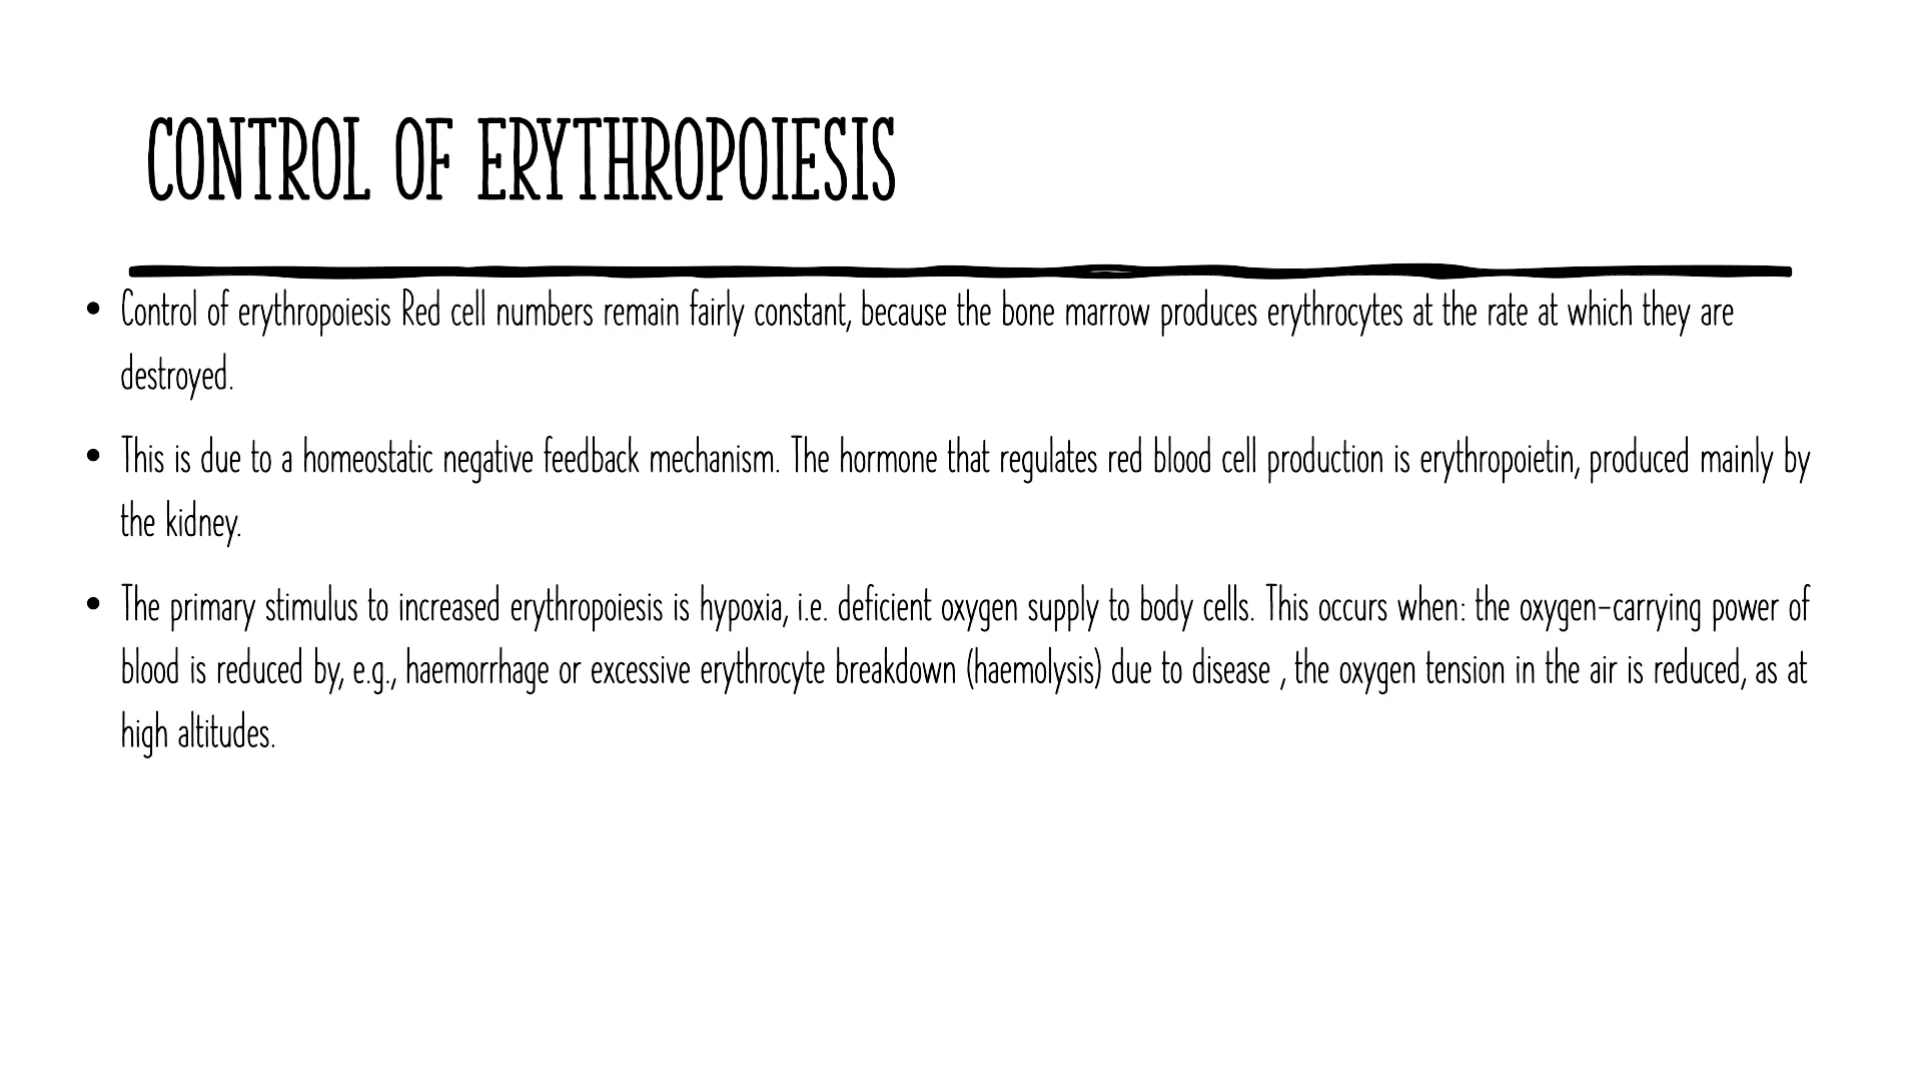 CONTROL OF ERYTHROPOIESIS
• Control of erythropoiesis Red cell numbers remain fairly constant, because the bone marrow produces erythrocytes at the rate at which they are
destroyed.
• This is due to a homeostatic negative feedback mechanism. The hormone that regulates red blood cell production is erythropoietin, produced mainly by
the kidney.
• The primary stimulus to increased erythropoiesis is hypoxia, i.e. deficient oxygen supply to body cells. This occurs when: the oxygen-carrying power of
blood is reduced by, e.g., haemorrhage or excessive erythrocyte breakdown (haemolysis) due to disease , the oxygen tension in the air is reduced, as at
high altitudes.